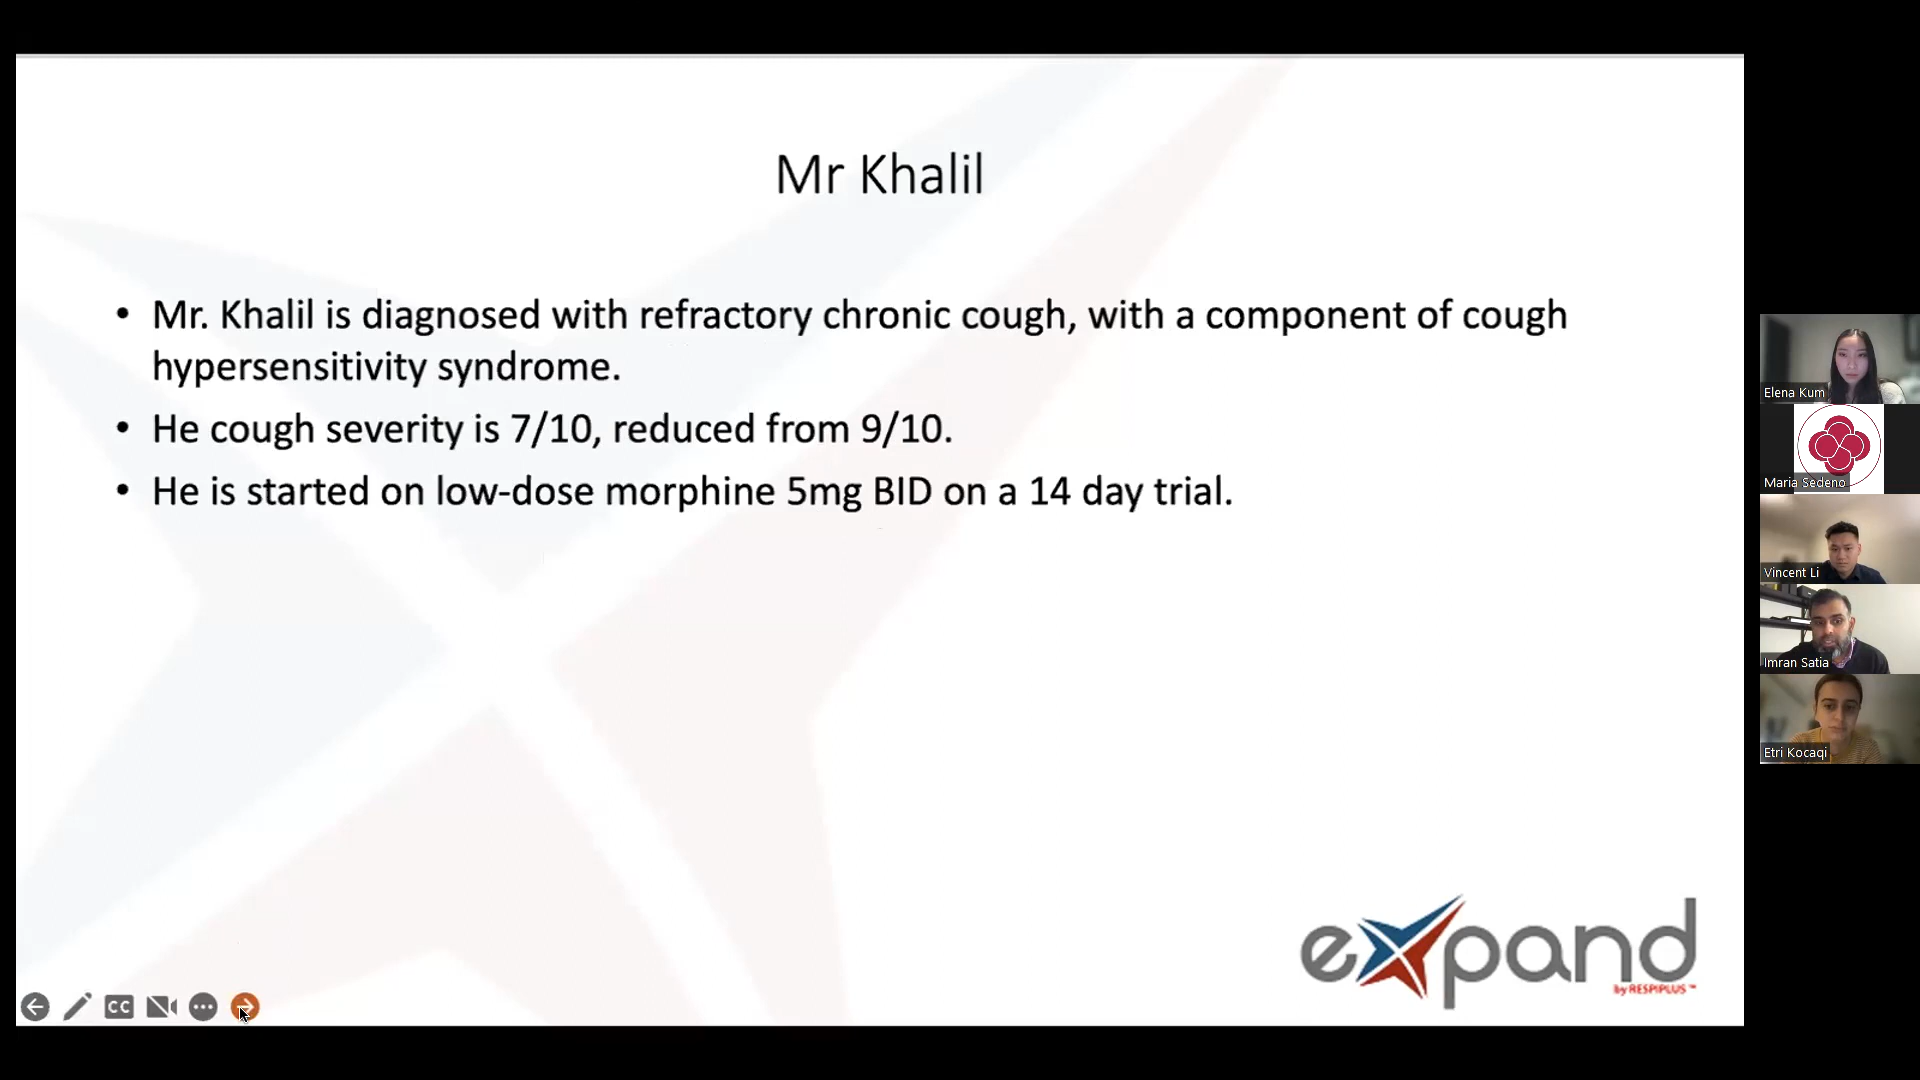 Mr Khalil
• Mr. Khalil is diagnosed with refractory chronic cough, with a component of cough
hypersensitivity syndrome.
• He cough severity is 7/10, reduced from 9/10.
• He is started on low-dose morphine 5mg BID on a 14 day trial.
expand
by RESPIPLUS™
CC
Elena Kum
Maria Sedeno
Vincent Li
Imran Satia
Etri Kocaqi